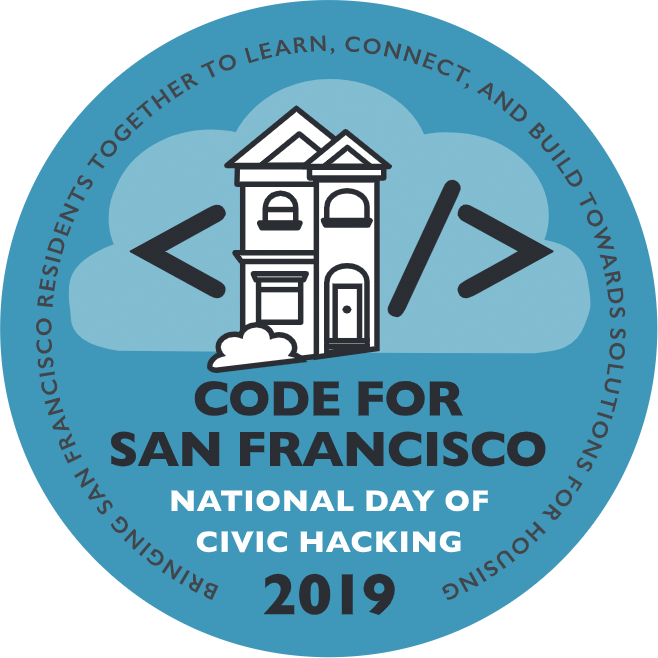 BRINGING SAN FRANCISCO RESIDENTS TOGETHER TO LEARN, CONNECT, AND BUILD TOWARDS SOLUTIONS FOR HOUSING
< / >
CODE FOR
SAN FRANCISCO
NATIONAL DAY OF
CIVIC HACKING
2019